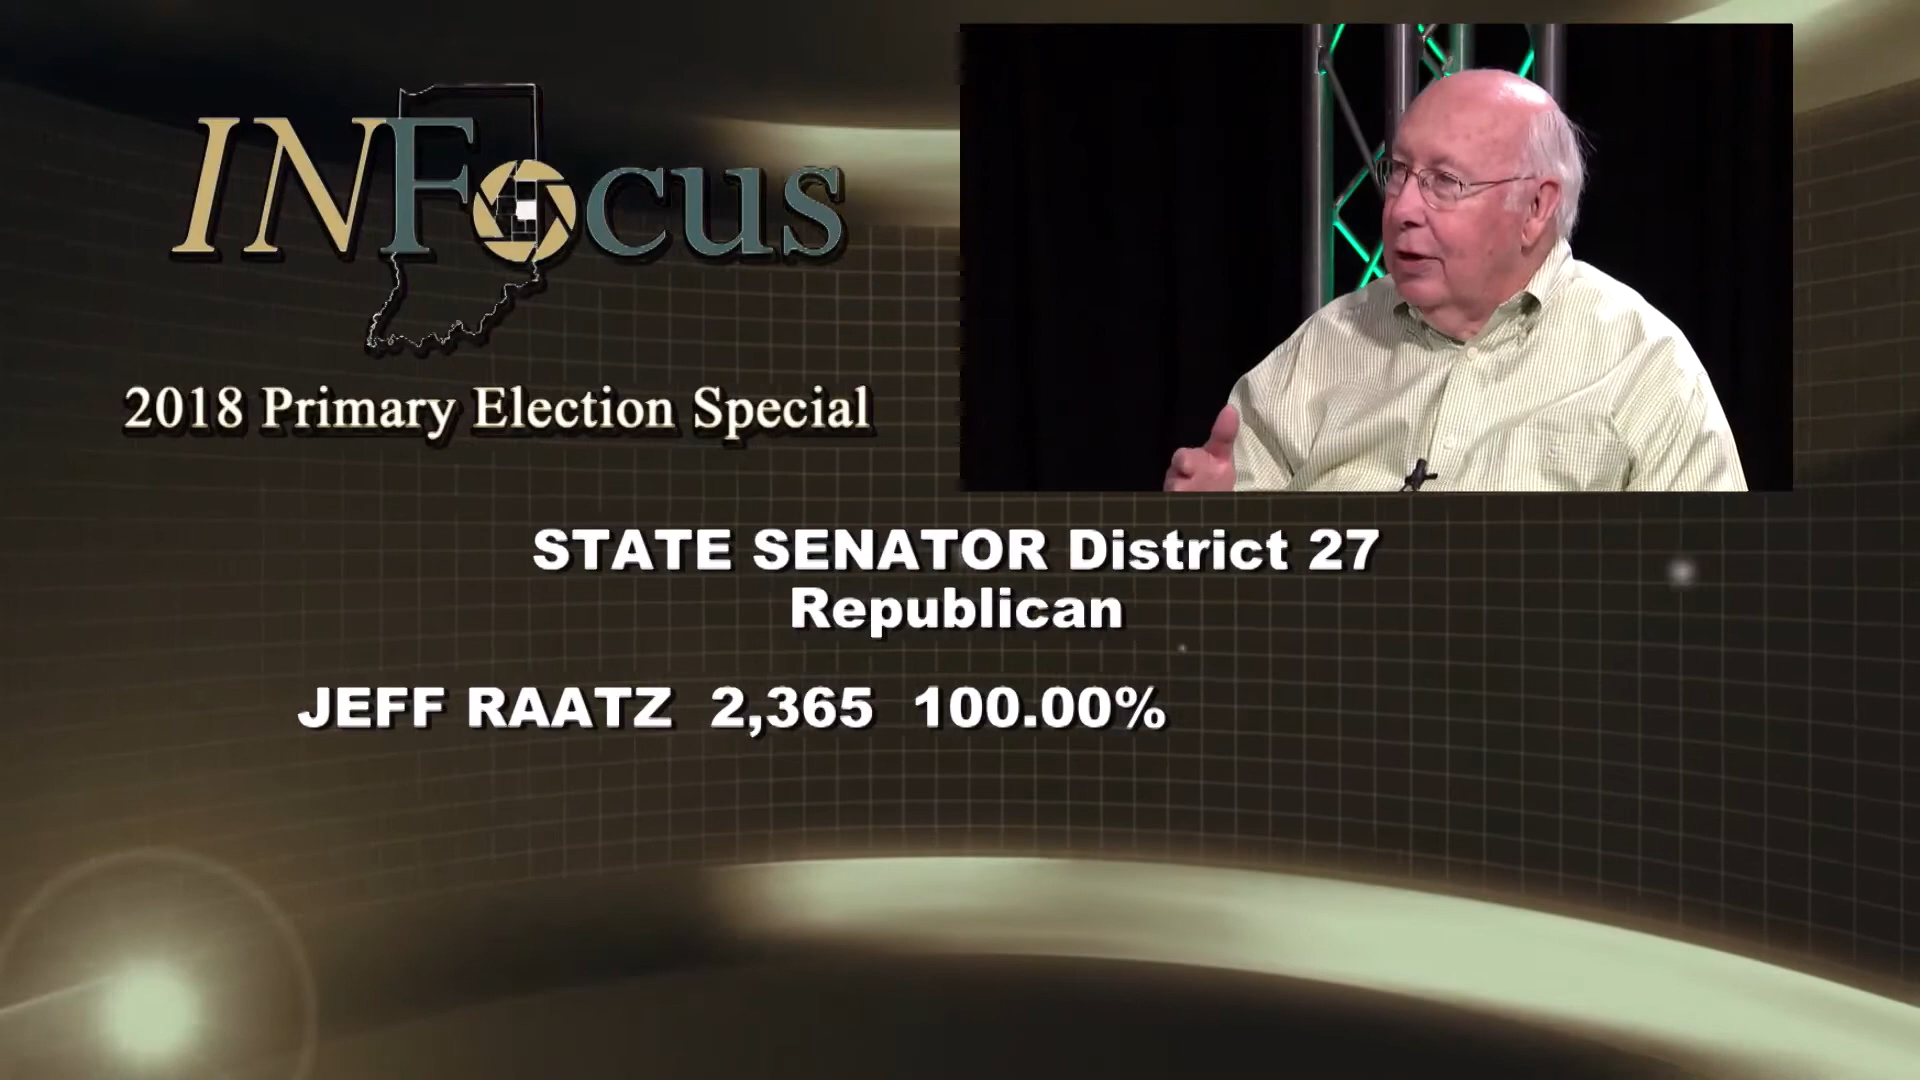 INFocus
2018 Primary Election Special
STATE SENATOR District 27
Republican
JEFF RAATZ 2,365 100.00%